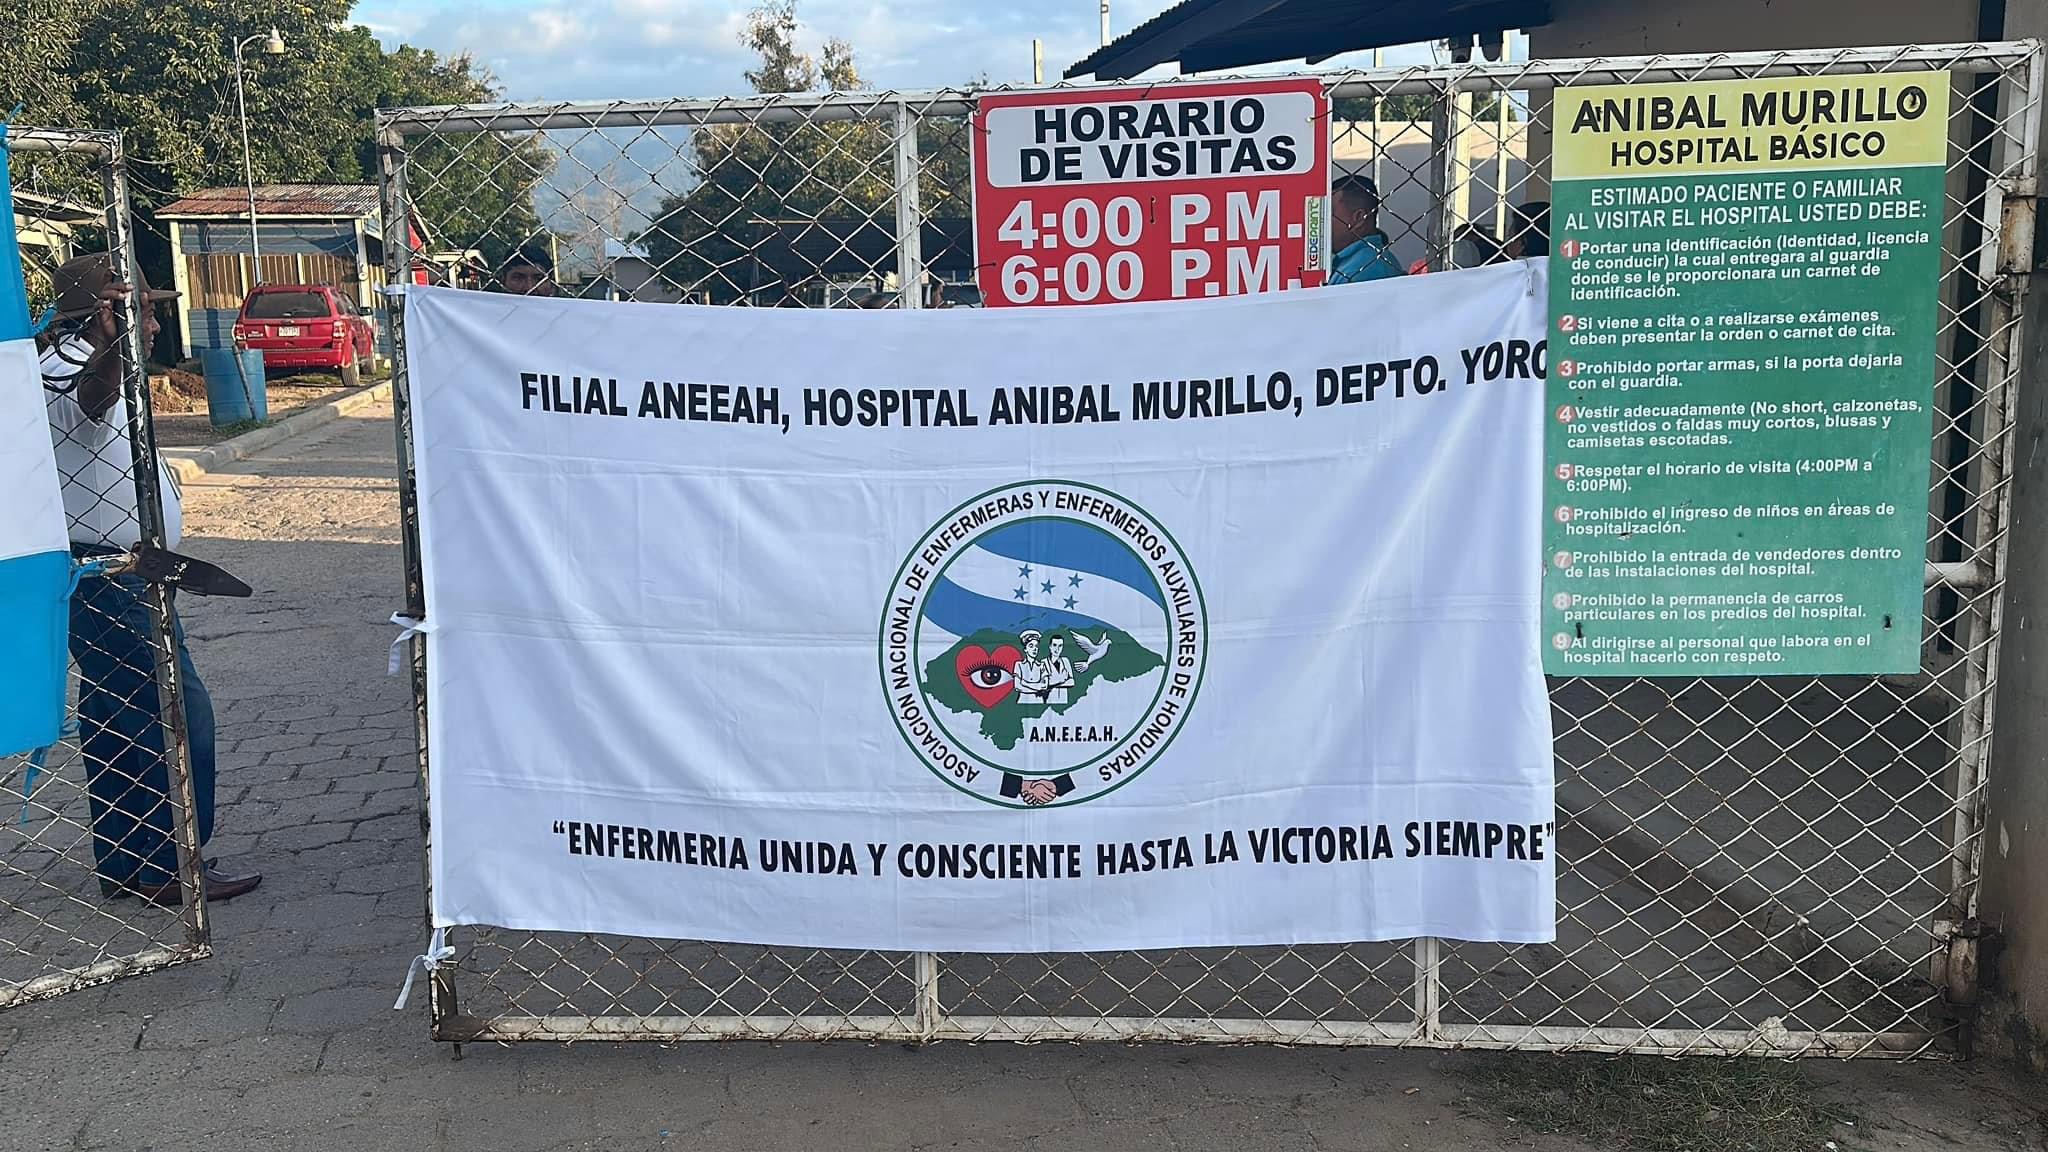 HORARIO
DE VISITAS
4:00 P.M.
6:00 P.M.
ANIBAL MURILLO
HOSPITAL BÁSICO
ESTIMADO PACIENTE O FAMILIAR
AL VISITAR EL HOSPITAL USTED DEBE:
1 Portar una Identificación (Identidad, licencia
de conducir) la cual entregara al guardia
donde se le proporcionara un carnet de
identificación.
2 Si viene a cita o a realizarse exámenes
deben presentar la orden o carnet de cita.
3 Prohibido portar armas, si la porta dejarla
con el guardia.
4 Vestir adecuadamente (No short, calzonetas,
no vestidos o faldas muy cortos, blusas y
camisetas escotadas.
5 Respetar el horario de visita (4:00PM a
6:00PM).
6 Prohibido el ingreso de niños en áreas de
hospitalización.
7 Prohibido la entrada de vendedores dentro
de las instalaciones del hospital.
8 Prohibido la permanencia de carros
particulares en los predios del hospital.
9 Al dirigirse al personal que labora en el
hospital hacerlo con respeto.
FILIAL ANEEAH, HOSPITAL ANIBAL MURILLO, DEPTO. YORO
ASOCIACIÓN NACIONAL DE ENFERMERAS Y ENFERMEROS AUXILIARES DE HONDURAS
A.N.E.E.A.H.
“ENFERMERIA UNIDA Y CONSCIENTE HASTA LA VICTORIA SIEMPRE”